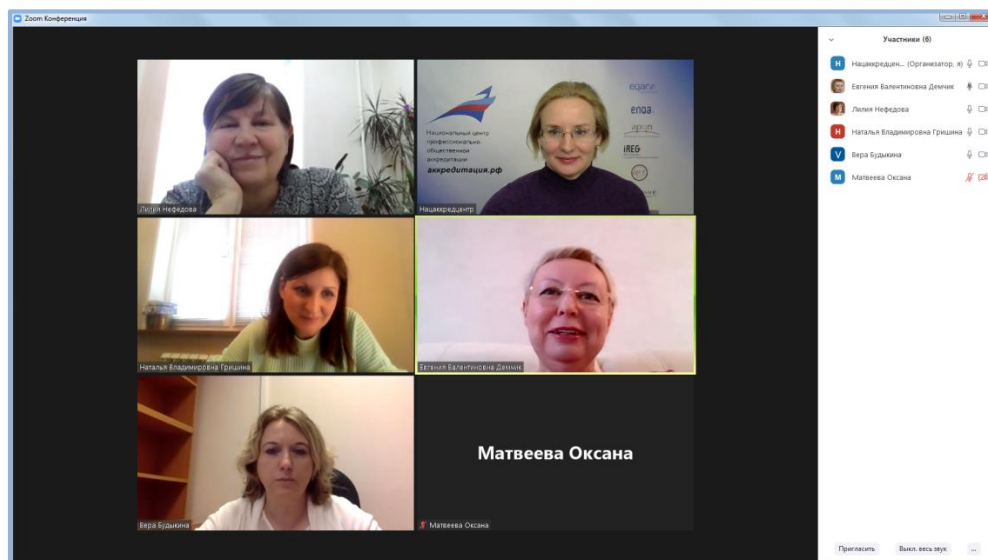 Zoom Конференция
Участники (6)
Нацаккредцен... (Организатор, я)
Евгения Валентиновна Демчик
Лилия Нефедова
Наталья Владимировна Гришина
Вера Будыкина
Матвеева Оксана
Н
Н
V
М
Национальный центр
профессионально-
общественной
аккредитации
аккредитация.рф
enqa.
iREG
Лилия Нефедова
Нацаккредцентр
Наталья Владимировна Гришина
Евгения Валентиновна Демчик
Вера Будыкина
Матвеева Оксана
Матвеева Оксана
Пригласить
Выкл. весь звук
...